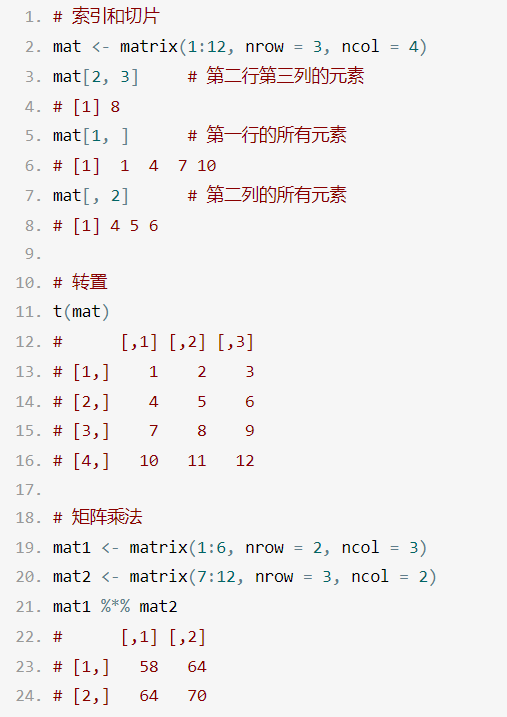 1. # 索引和切片
2. mat <- matrix(1:12, nrow = 3, ncol = 4)
3. mat[2, 3]     # 第二行第三列的元素
4. # [1] 8
5. mat[1, ]      # 第一行的所有元素
6. # [1]  1  4  7 10
7. mat[, 2]      # 第二列的所有元素
8. # [1] 4 5 6
9.
10. # 转置
11. t(mat)
12. #      [,1] [,2] [,3]
13. # [1,]    1    2    3
14. # [2,]    4    5    6
15. # [3,]    7    8    9
16. # [4,]   10   11   12
17.
18. # 矩阵乘法
19. mat1 <- matrix(1:6, nrow = 2, ncol = 3)
20. mat2 <- matrix(7:12, nrow = 3, ncol = 2)
21. mat1 %*% mat2
22. #      [,1] [,2]
23. # [1,]   58   64
24. # [2,]   64   70